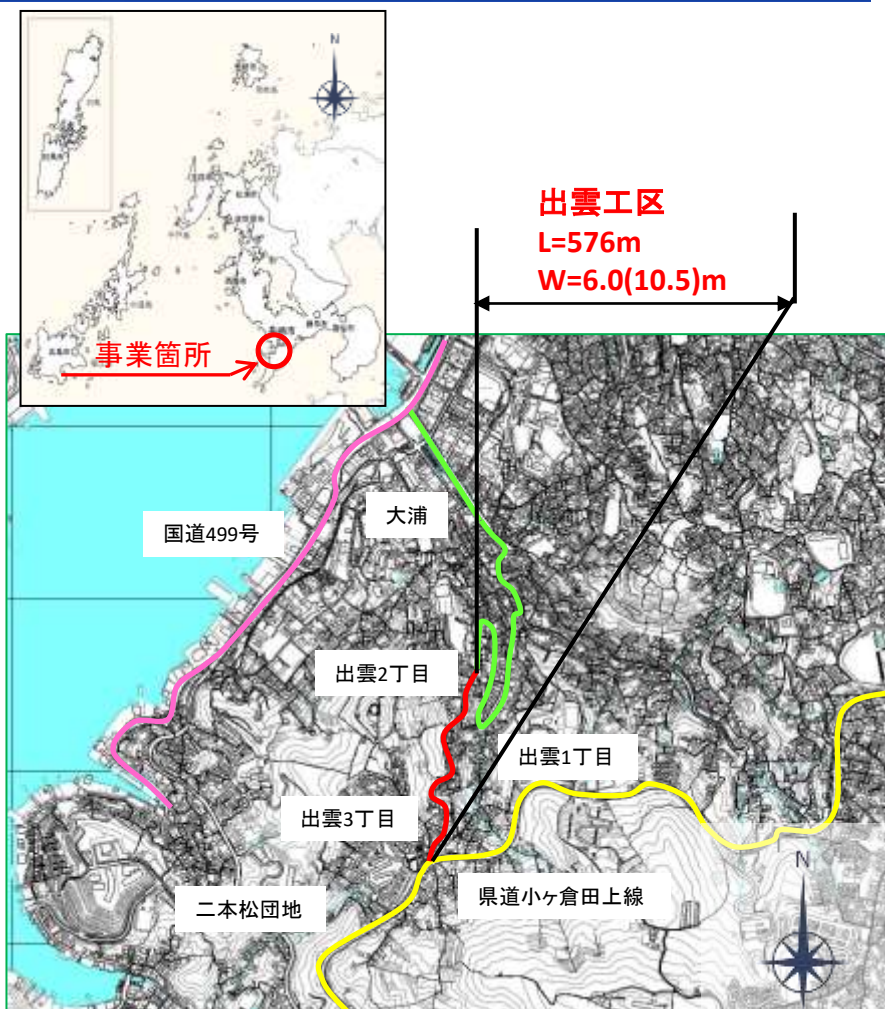 N
事業箇所
出雲工区
L=576m
W=6.0(10.5)m
国道499号
大浦
出雲2丁目
出雲1丁目
出雲3丁目
二本松団地
県道小ヶ倉田上線
N